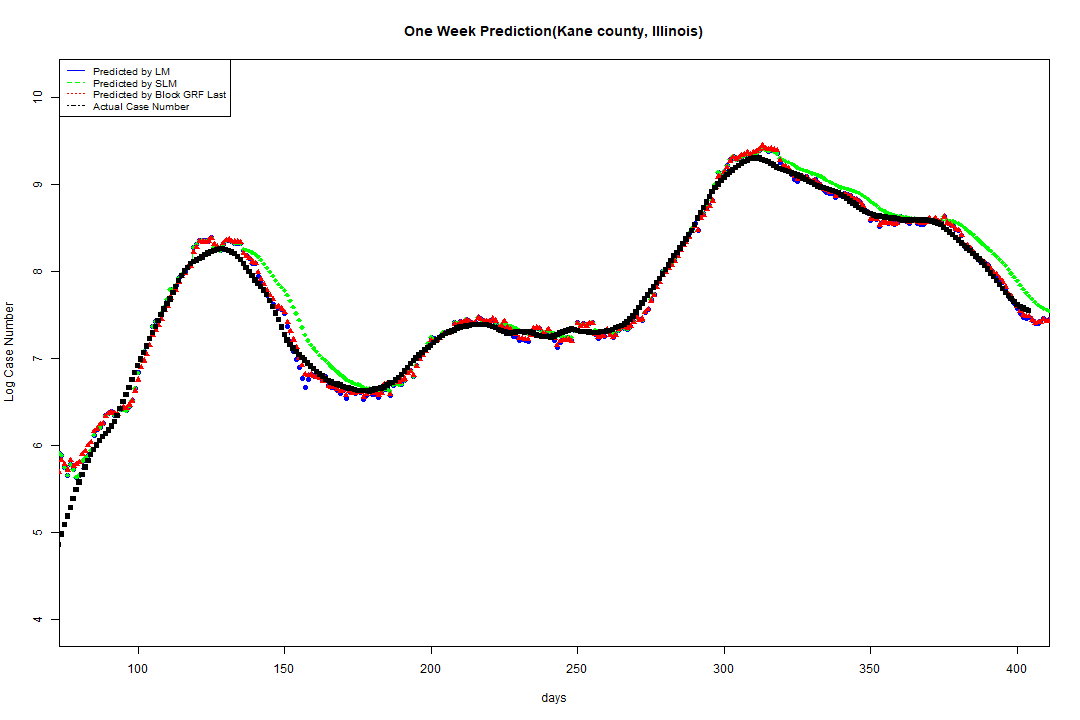 One Week Prediction(Kane county, Illinois)
Predicted by LM
Predicted by SLM
Predicted by Block GRF Last
Actual Case Number
10
9
8
7
6
5
4
Log Case Number
100 150 200 250 300 350 400
days